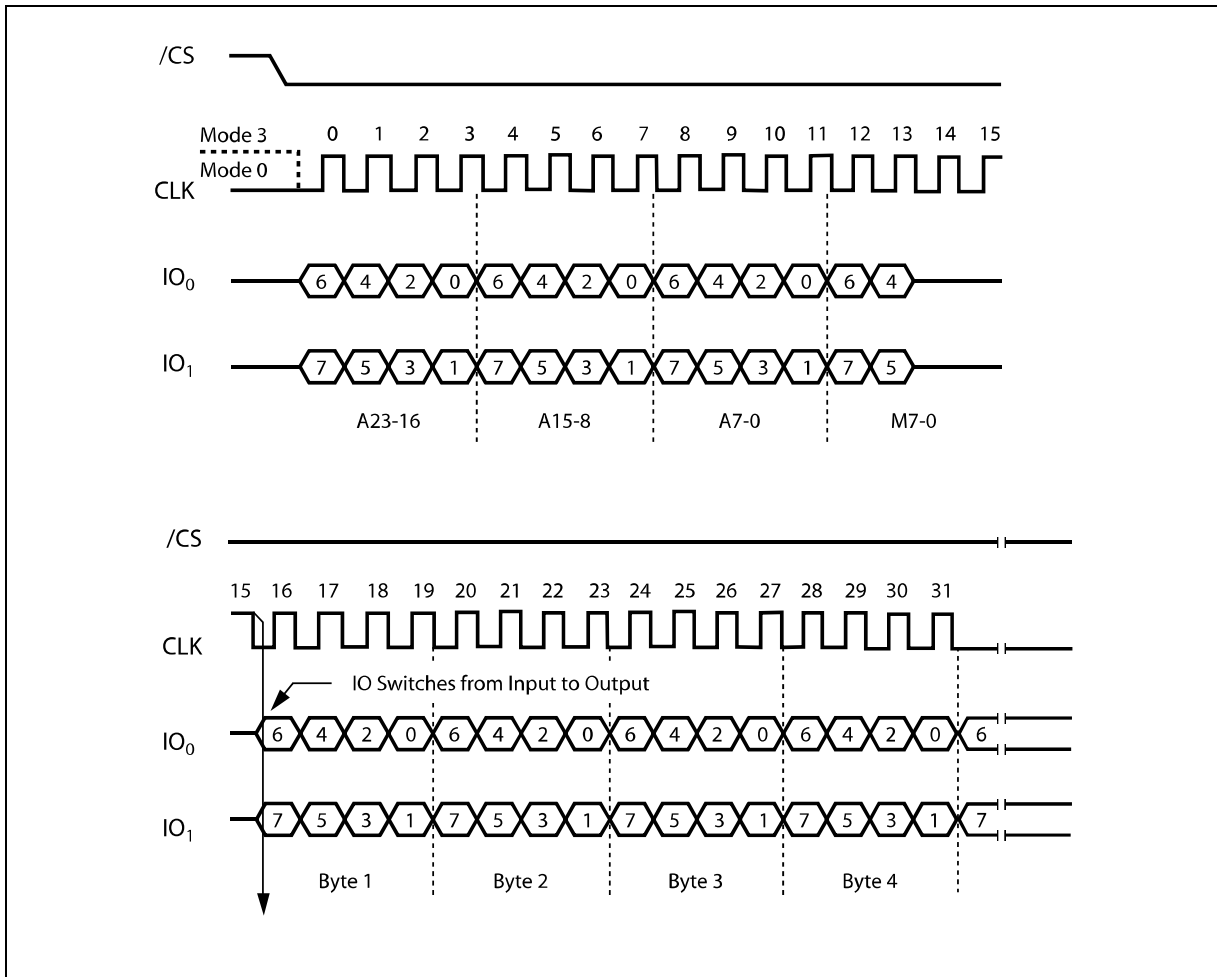 /CS
Mode 3
0 1 2 3 4 5 6 7 8 9 10 11 12 13 14 15
Mode 0
CLK
IO0 6 4 2 0 6 4 2 0 6 4 2 0 6 4
IO1 7 5 3 1 7 5 3 1 7 5 3 1 7 5
A23-16 A15-8 A7-0 M7-0
/CS
15 16 17 18 19 20 21 22 23 24 25 26 27 28 29 30 31
CLK
IO Switches from Input to Output
IO0 6 4 2 0 6 4 2 0 6 4 2 0 6 4 2 0 6
IO1 7 5 3 1 7 5 3 1 7 5 3 1 7 5 3 1 7
Byte 1 Byte 2 Byte 3 Byte 4